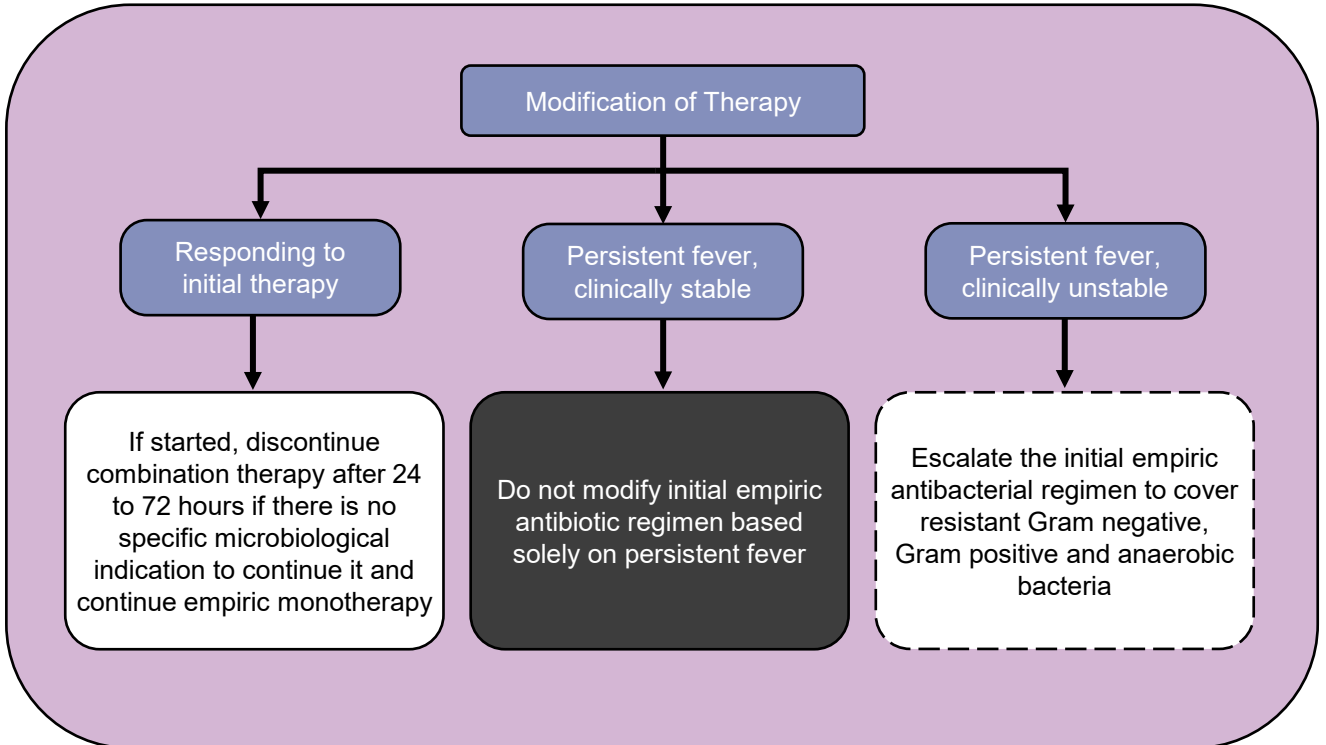 Modification of Therapy
Responding to
initial therapy
Persistent fever,
clinically stable
Persistent fever,
clinically unstable
If started, discontinue
combination therapy after 24
to 72 hours if there is no
specific microbiological
indication to continue it and
continue empiric monotherapy
Do not modify initial empiric
antibiotic regimen based
solely on persistent fever
Escalate the initial empiric
antibacterial regimen to cover
resistant Gram negative,
Gram positive and anaerobic
bacteria